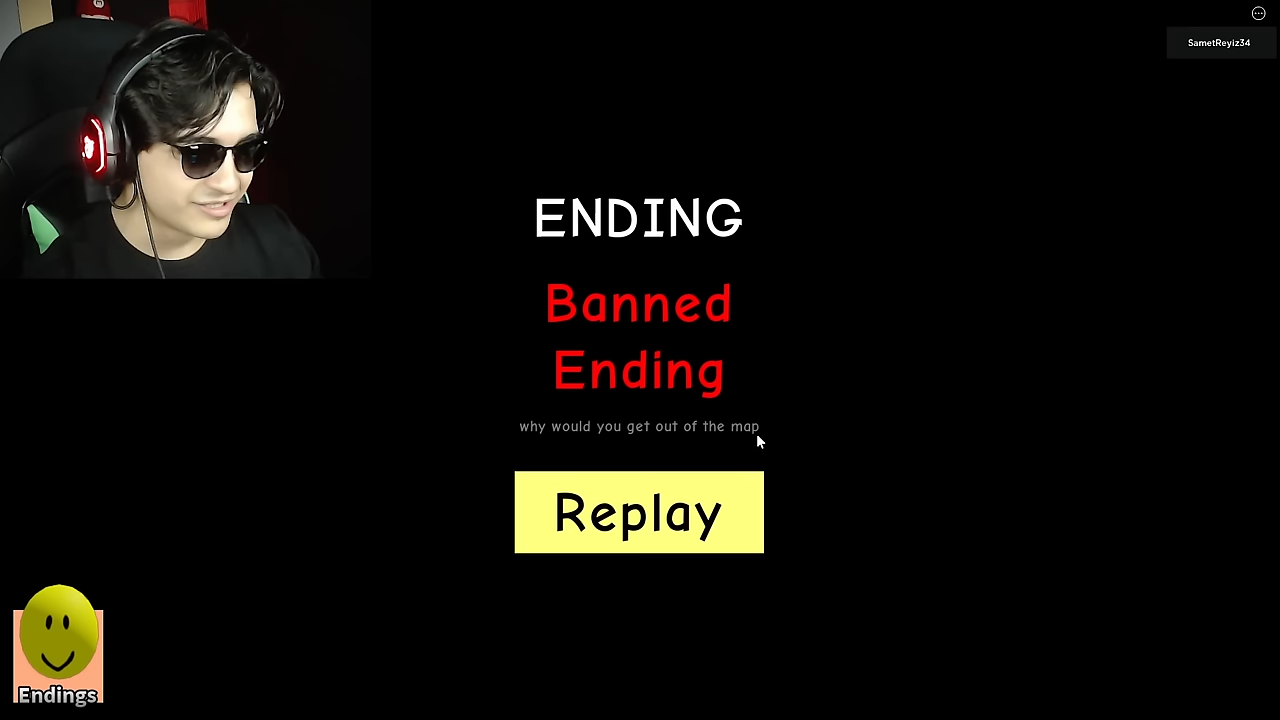 SametReyiz34
ENDING
Banned
Ending
why would you get out of the map
Replay
Endings